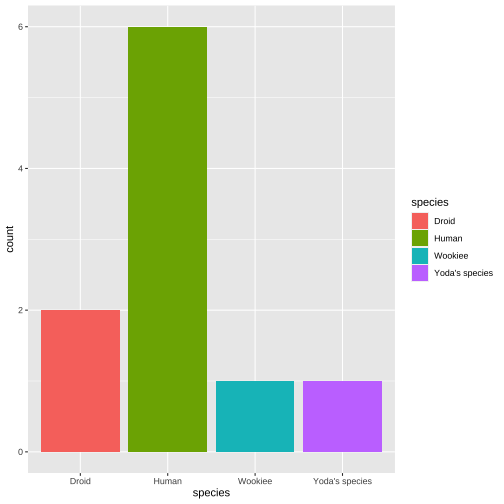 6
4
2
0
count
Droid
Human
Wookiee
Yoda's species
species
species
Droid
Human
Wookiee
Yoda's species